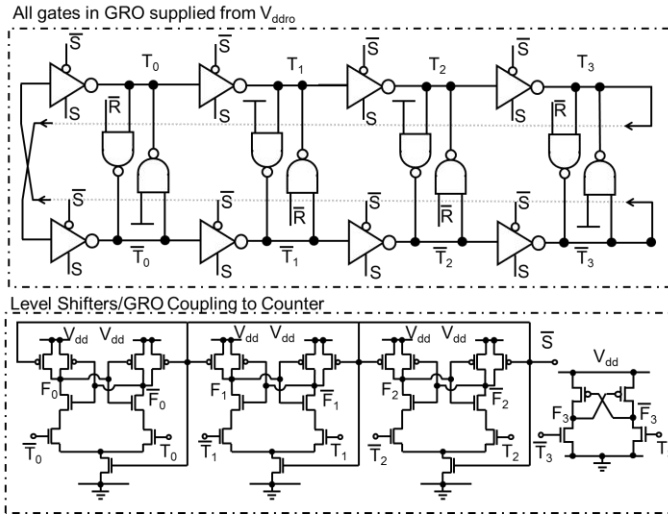 All gates in GRO supplied from V_ddro
S̅ S̅ S̅ S̅
T_0 T_1 T_2 T_3
S S S S
R̅ R̅
S̅ S̅ S̅ S̅
R̅ R̅
T̅_0 T̅_1 T̅_2 T̅_3
S S S S
Level Shifters/GRO Coupling to Counter
V_dd V_dd V_dd V_dd V_dd V_dd S̅
V_dd
F_0 F̅_0 F_1 F̅_1 F_2 F̅_2 F_3 F̅_3
T̅_0 T_0 T̅_1 T_1 T̅_2 T_2 T̅_3 T